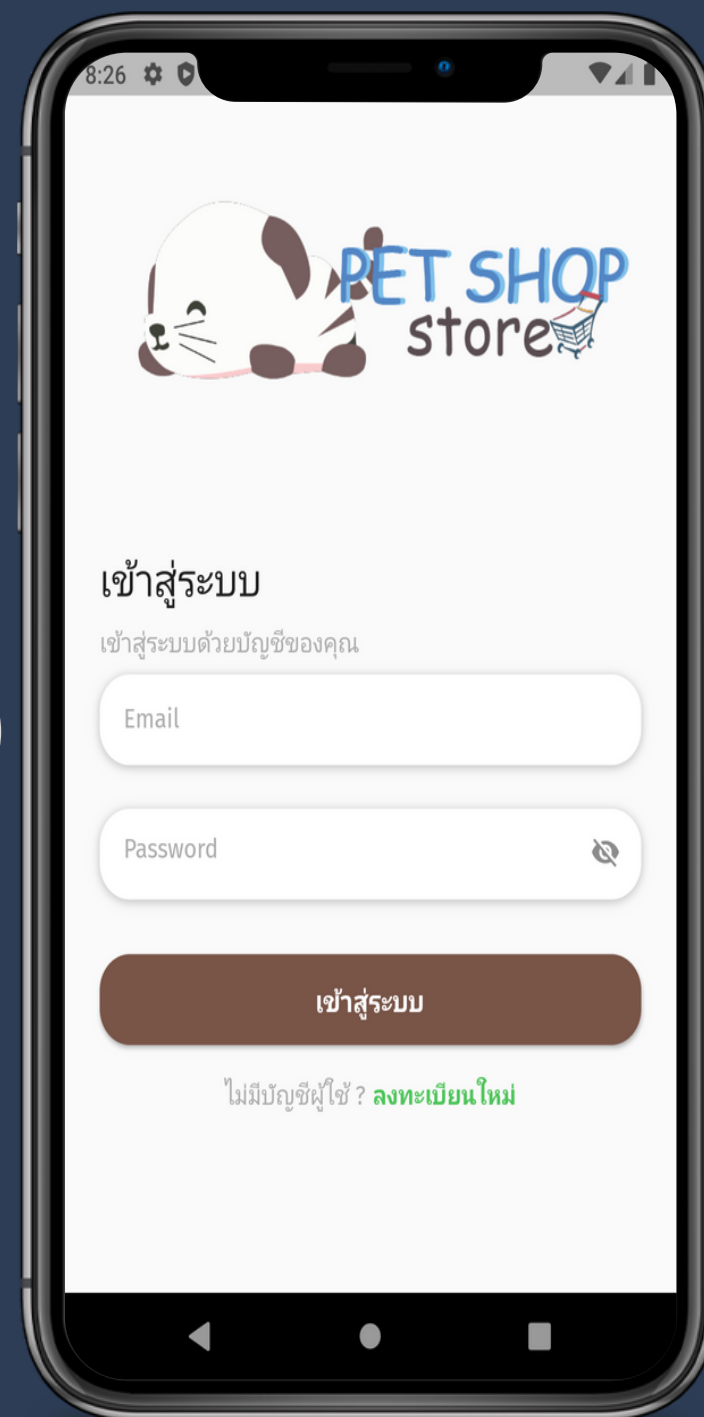 8:26
PET SHOP
store
เข้าสู่ระบบ
เข้าสู่ระบบด้วยบัญชีของคุณ
Email
Password
เข้าสู่ระบบ
ไม่มีบัญชีผู้ใช้ ? ลงทะเบียนใหม่